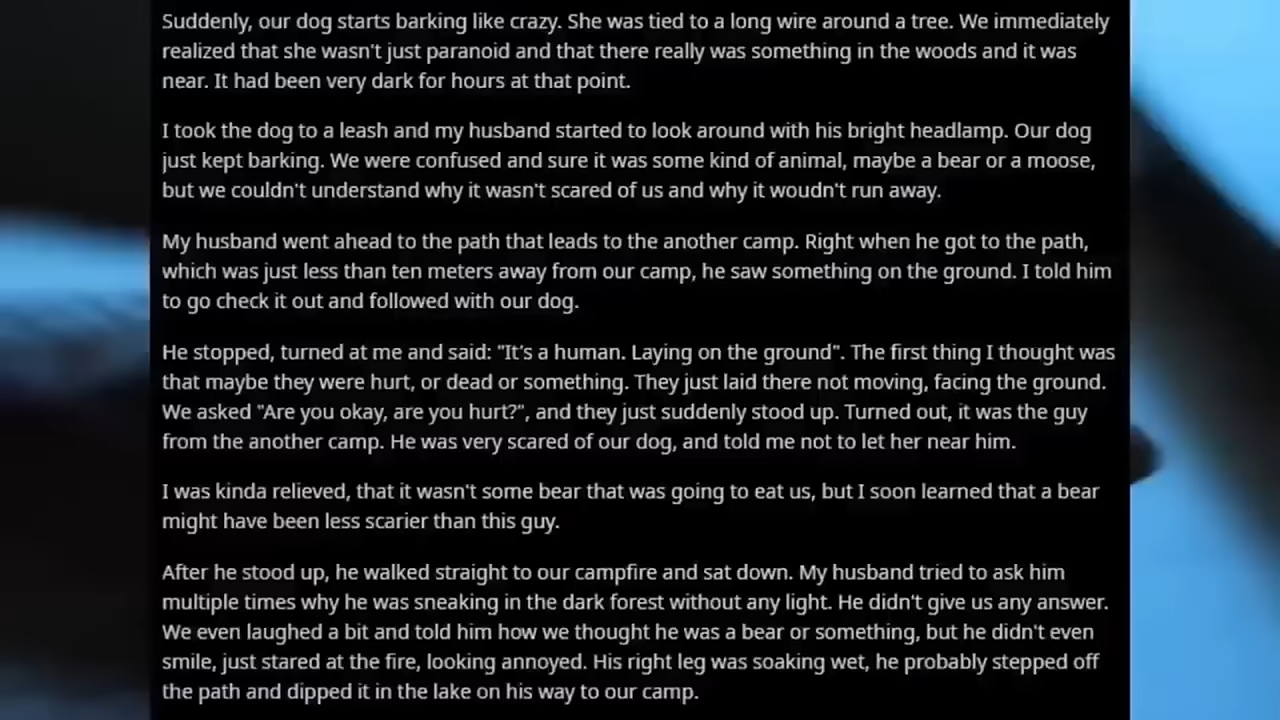 Suddenly, our dog starts barking like crazy. She was tied to a long wire around a tree. We immediately
realized that she wasn't just paranoid and that there really was something in the woods and it was
near. It had been very dark for hours at that point.
I took the dog to a leash and my husband started to look around with his bright headlamp. Our dog
just kept barking. We were confused and sure it was some kind of animal, maybe a bear or a moose,
but we couldn't understand why it wasn't scared of us and why it woudn't run away.
My husband went ahead to the path that leads to the another camp. Right when he got to the path,
which was just less than ten meters away from our camp, he saw something on the ground. I told him
to go check it out and followed with our dog.
He stopped, turned at me and said: "It's a human. Laying on the ground". The first thing I thought was
that maybe they were hurt, or dead or something. They just laid there not moving, facing the ground.
We asked "Are you okay, are you hurt?", and they just suddenly stood up. Turned out, it was the guy
from the another camp. He was very scared of our dog, and told me not to let her near him.
I was kinda relieved, that it wasn't some bear that was going to eat us, but I soon learned that a bear
might have been less scarier than this guy.
After he stood up, he walked straight to our campfire and sat down. My husband tried to ask him
multiple times why he was sneaking in the dark forest without any light. He didn't give us any answer.
We even laughed a bit and told him how we thought he was a bear or something, but he didn't even
smile, just stared at the fire, looking annoyed. His right leg was soaking wet, he probably stepped off
the path and dipped it in the lake on his way to our camp.